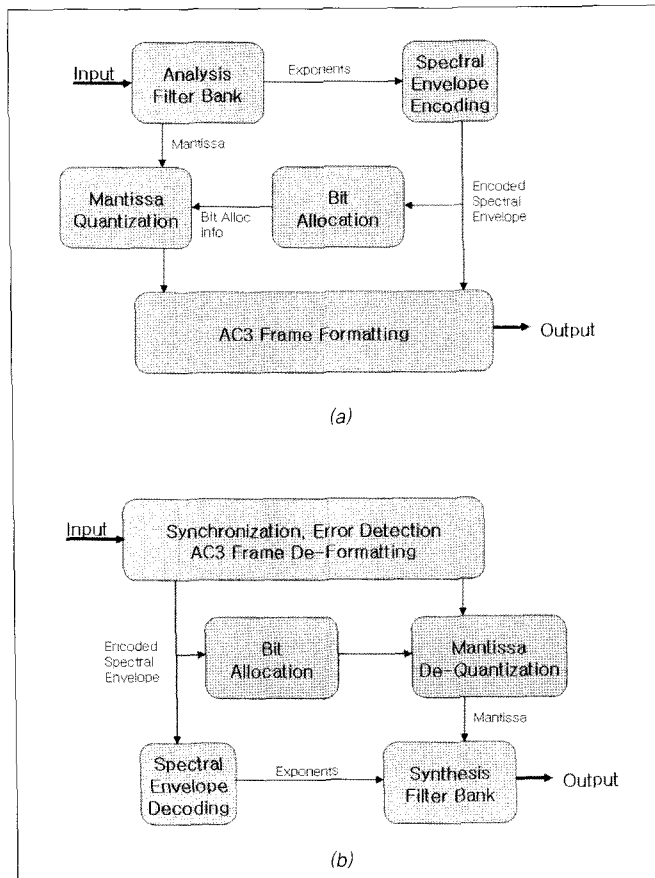 Input
Analysis
Filter Bank
Exponents
Spectral
Envelope
Encoding
Mantissa
Mantissa
Quantization
Bit Alloc
Info
Bit
Allocation
Encoded
Spectral
Envelope
AC3 Frame Formatting
Output
(a)
Input
Synchronization, Error Detection
AC3 Frame De-Formatting
Encoded
Spectral
Envelope
Bit
Allocation
Mantissa
De-Quantization
Mantissa
Spectral
Envelope
Decoding
Exponents
Synthesis
Filter Bank
Output
(b)